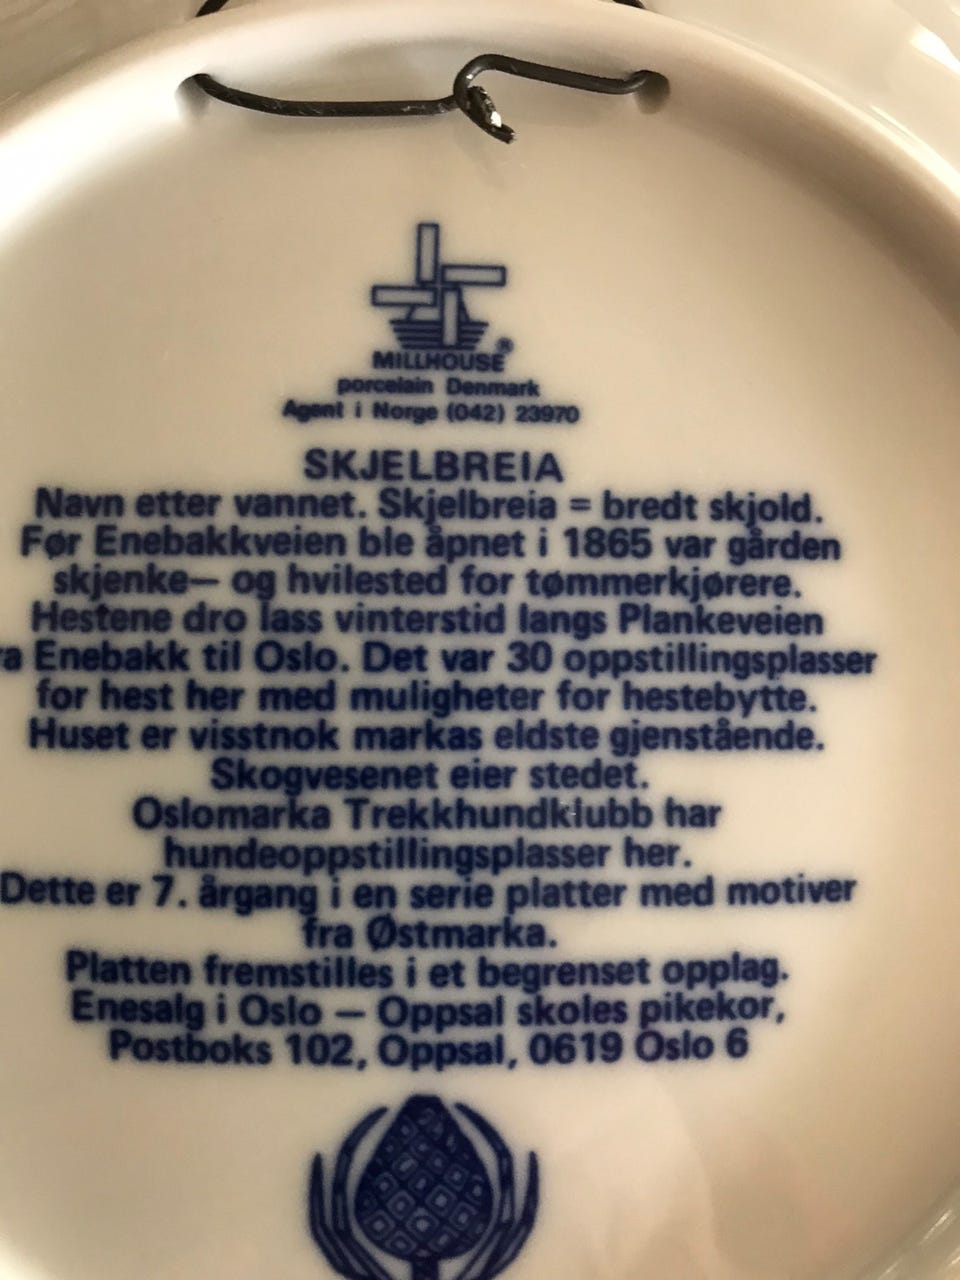 MILLHOUSE®
porcelain Denmark
Agent i Norge (042) 23970
SKJELBREIA
Navn etter vannet. Skjelbreia = bredt skjold.
Før Enebakkveien ble åpnet i 1865 var gården
skjenke— og hvilested for tømmerkjørere.
Hestene dro lass vinterstid langs Plankeveien
ra Enebakk til Oslo. Det var 30 oppstillingsplasser
for hest her med muligheter for hestebytte.
Huset er visstnok markas eldste gjenstående.
Skogvesenet eier stedet.
Oslomarka Trekkhundklubb har
hundeoppstillingsplasser her.
Dette er 7. årgang i en serie platter med motiver
fra Østmarka.
Platten fremstilles i et begrenset opplag.
Enesalg i Oslo — Oppsal skoles pikekor,
Postboks 102, Oppsal, 0619 Oslo 6